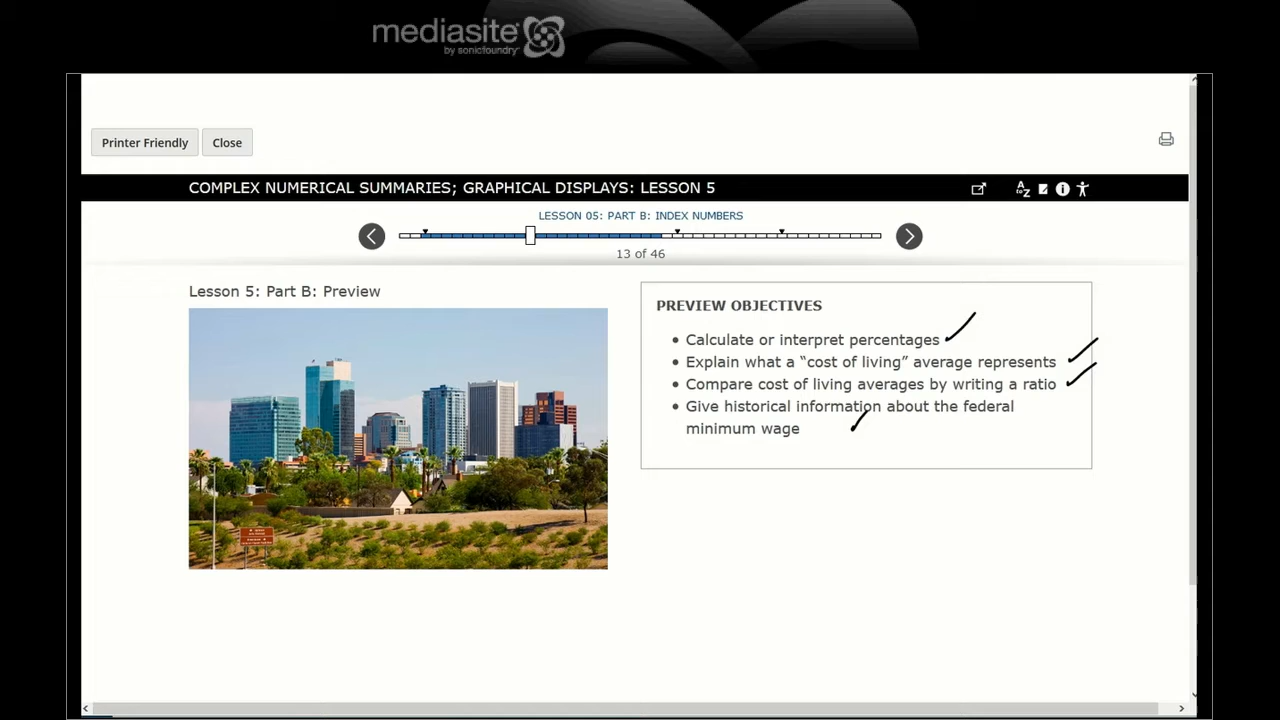 mediasite
by sonicfoundry
Printer Friendly
Close
COMPLEX NUMERICAL SUMMARIES; GRAPHICAL DISPLAYS: LESSON 5
A to Z
LESSON 05: PART B: INDEX NUMBERS
13 of 46
Lesson 5: Part B: Preview
PREVIEW OBJECTIVES
• Calculate or interpret percentages
• Explain what a “cost of living” average represents
• Compare cost of living averages by writing a ratio
• Give historical information about the federal
minimum wage